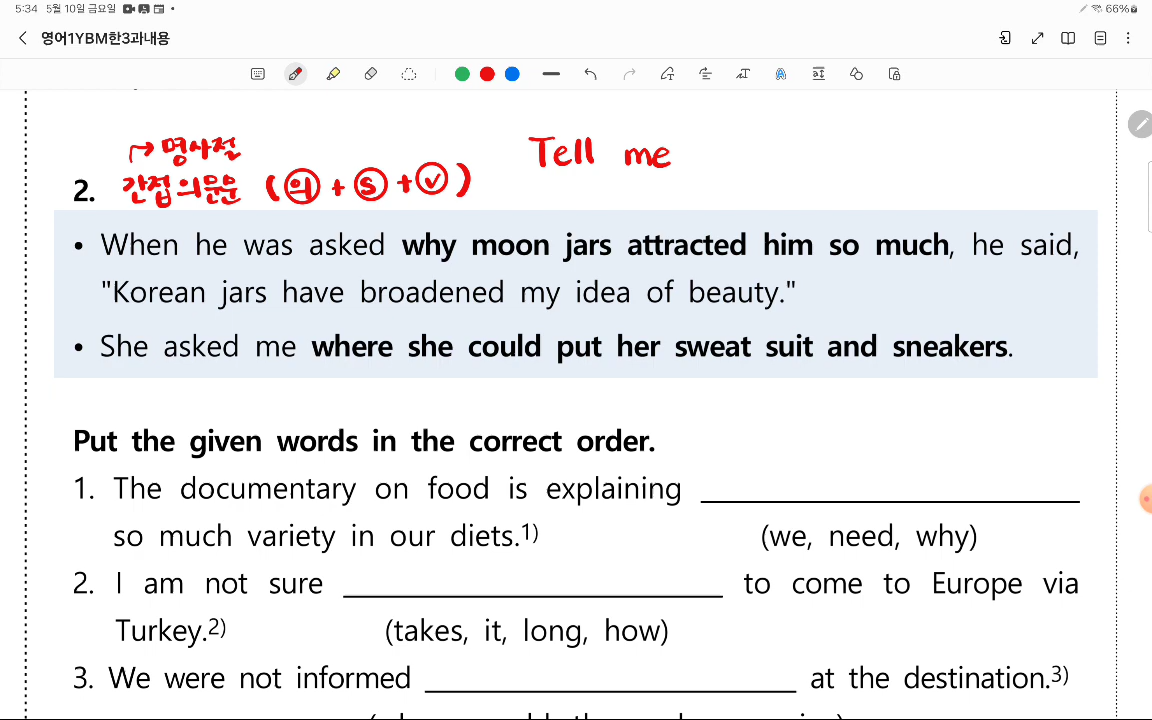 5:34 5월 10일 금요일 66%
영어1YBM한3과내용
→ 명사절
Tell me
2. 간접의문문 (의 + S + V)
• When he was asked why moon jars attracted him so much, he said,
"Korean jars have broadened my idea of beauty."
• She asked me where she could put her sweat suit and sneakers.
Put the given words in the correct order.
1. The documentary on food is explaining ____________
so much variety in our diets.1) (we, need, why)
2. I am not sure ____________ to come to Europe via
Turkey.2) (takes, it, long, how)
3. We were not informed ____________ at the destination.3)